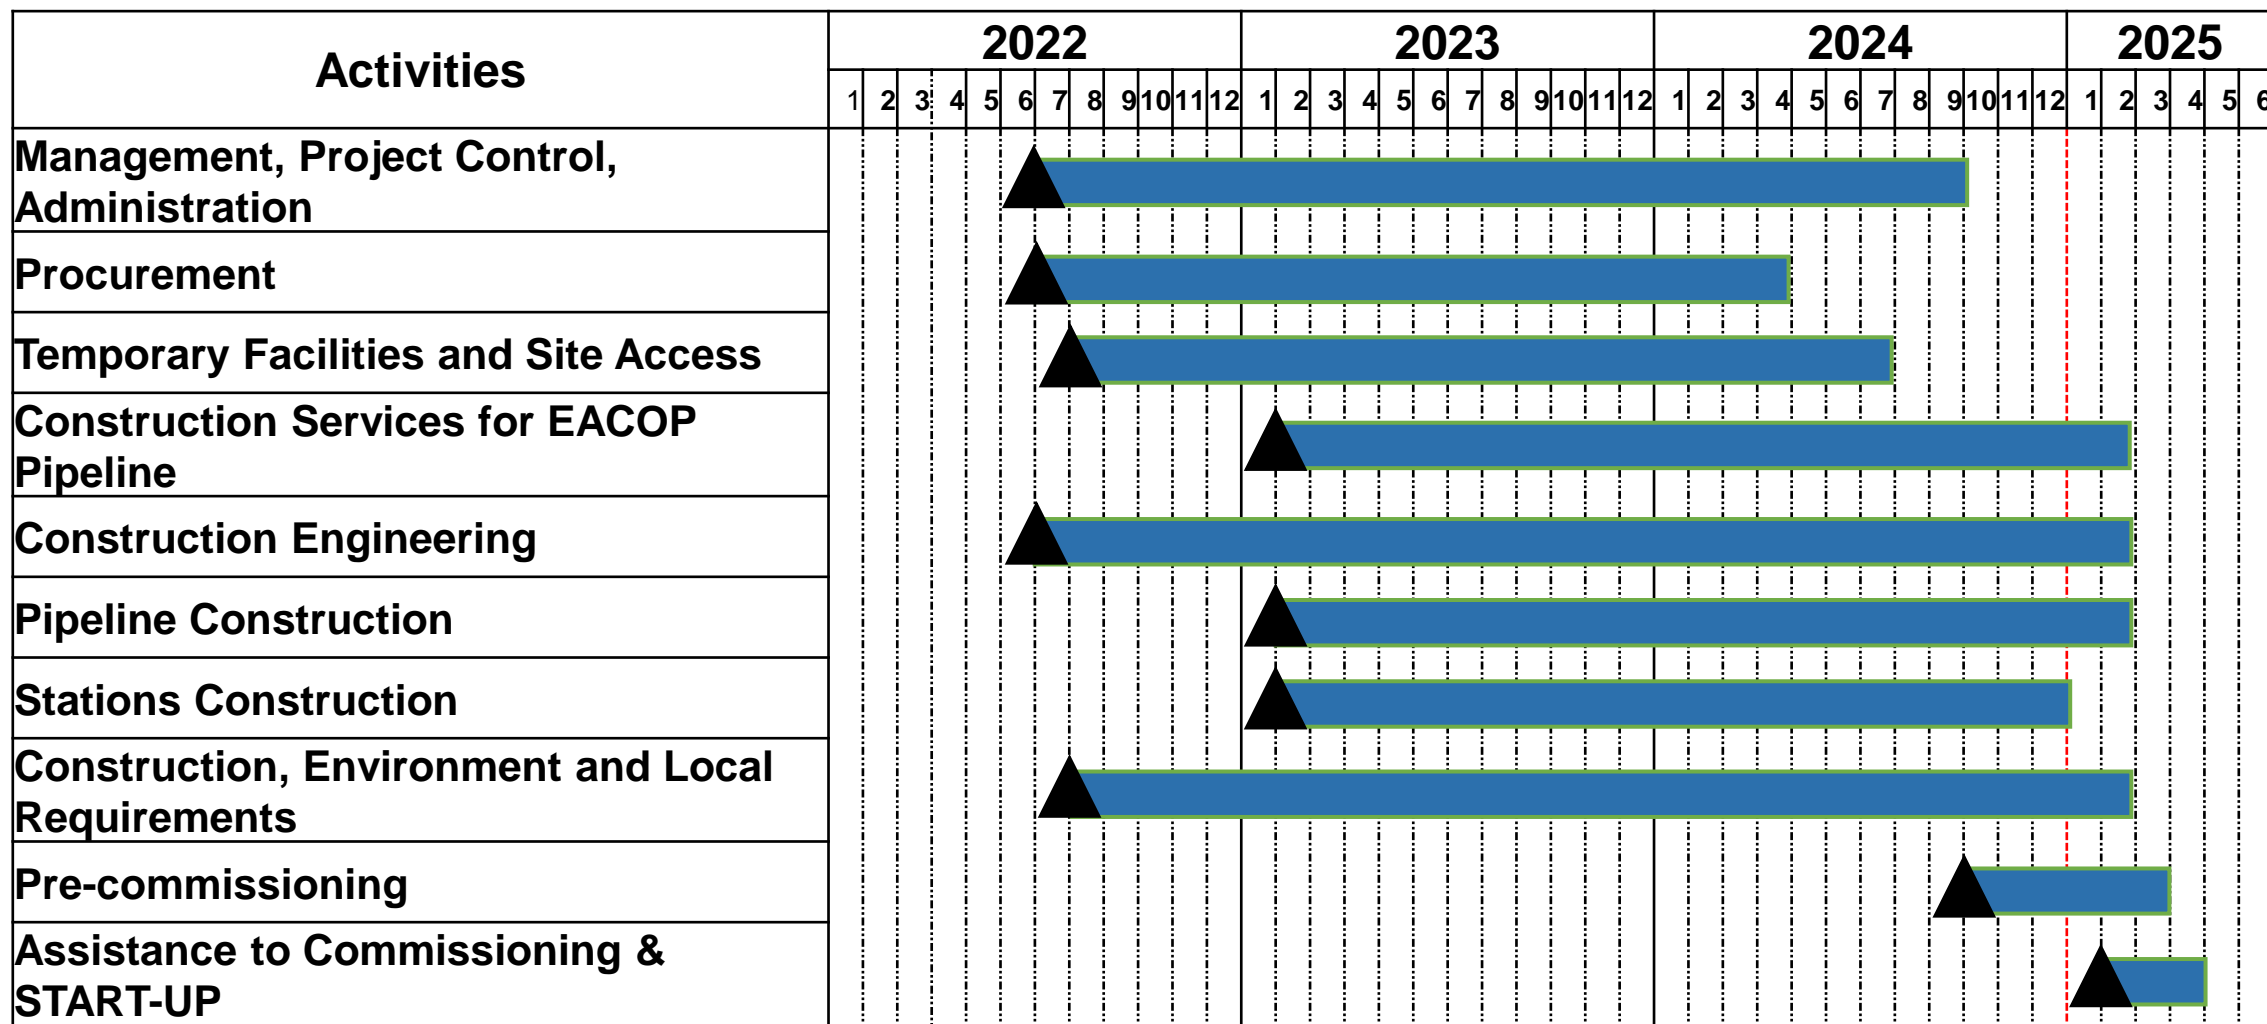 Activities
2022
2023
2024
2025
1 2 3 4 5 6 7 8 9 10 11 12 1 2 3 4 5 6 7 8 9 10 11 12 1 2 3 4 5 6 7 8 9 10 11 12 1 2 3 4 5 6
Management, Project Control,
Administration
Procurement
Temporary Facilities and Site Access
Construction Services for EACOP
Pipeline
Construction Engineering
Pipeline Construction
Stations Construction
Construction, Environment and Local
Requirements
Pre-commissioning
Assistance to Commissioning &
START-UP